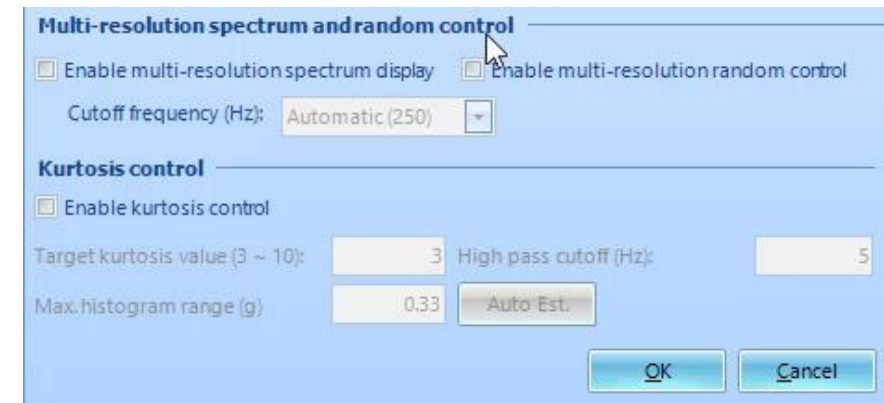 Multi-resolution spectrum and random control
Enable multi-resolution spectrum display Enable multi-resolution random control
Cutoff frequency (Hz): Automatic (250)
Kurtosis control
Enable kurtosis control
Target kurtosis value (3 ~ 10): 3 High pass cutoff (Hz): 5
Max. histogram range (g) 0.33 Auto Est.
OK Cancel